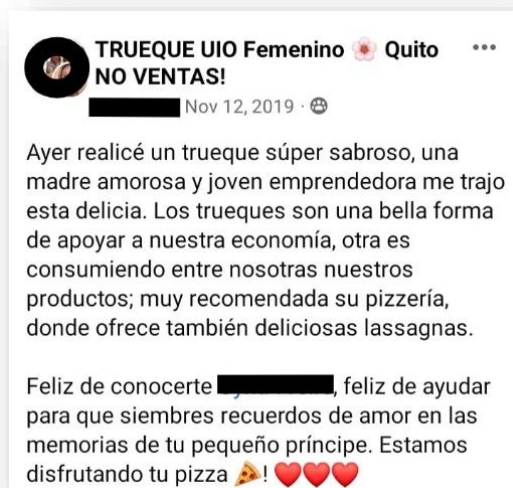 TRUEQUE UIO Femenino 🌸 Quito
NO VENTAS!
Nov 12, 2019 ·
Ayer realicé un trueque súper sabroso, una
madre amorosa y joven emprendedora me trajo
esta delicia. Los trueques son una bella forma
de apoyar a nuestra economía, otra es
consumiendo entre nosotras nuestros
productos; muy recomendada su pizzería,
donde ofrece también deliciosas lassagnas.
Feliz de conocerte , feliz de ayudar
para que siembres recuerdos de amor en las
memorias de tu pequeño príncipe. Estamos
disfrutando tu pizza 🍕! ❤️❤️❤️